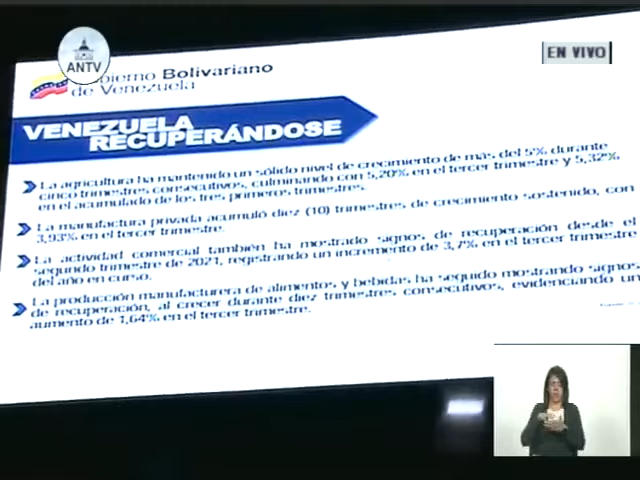 ANTV
EN VIVO
bierno Bolivariano
de Venezuela
VENEZUELA
RECUPERÁNDOSE
La agricultura ha mantenido un sólido nivel de crecimiento de más del 5% durante
cinco trimestres consecutivos, culminando con 5,20% en el tercer trimestre y 5,32%
en el acumulado de los tres primeros trimestres.
La manufactura privada acumuló diez (10) trimestres de crecimiento sostenido, con
3,93% en el tercer trimestre.
La actividad comercial también ha mostrado signos de recuperación desde el
segundo trimestre de 2021, registrando un incremento de 3,7% en el tercer trimestre
del año en curso.
La producción manufacturera de alimentos y bebidas ha seguido mostrando signos
de recuperación, al crecer durante diez trimestres consecutivos, evidenciando un
aumento de 1,64% en el tercer trimestre.